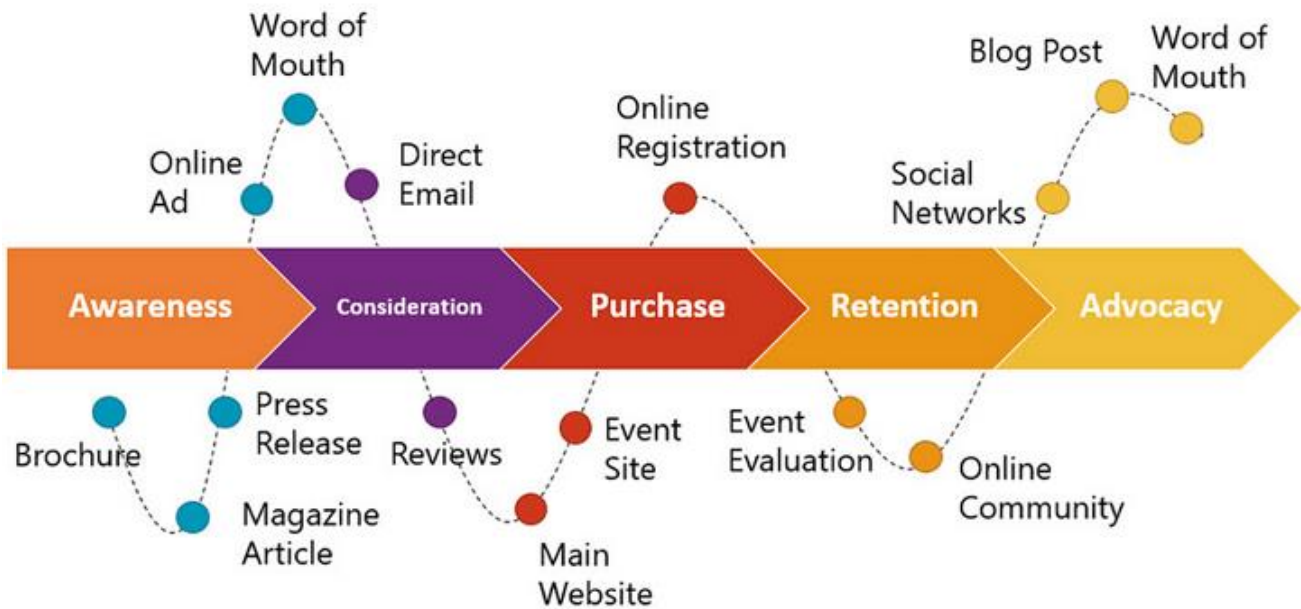 Word of
Mouth
Online
Ad
Direct
Email
Online
Registration
Blog Post
Word of
Mouth
Social
Networks
Awareness
Consideration
Purchase
Retention
Advocacy
Brochure
Press
Release
Magazine
Article
Reviews
Event
Site
Main
Website
Event
Evaluation
Online
Community